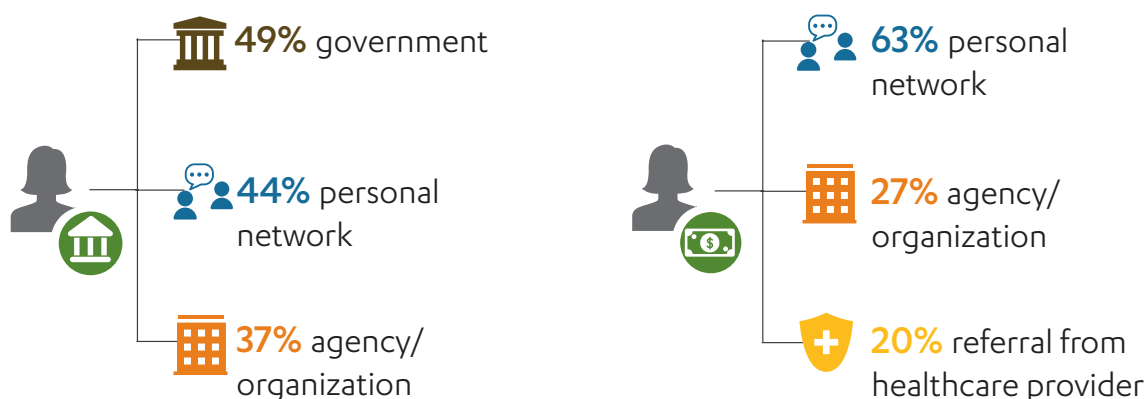 49% government
44% personal
network
37% agency/
organization
63% personal
network
27% agency/
organization
$
20% referral from
healthcare provider